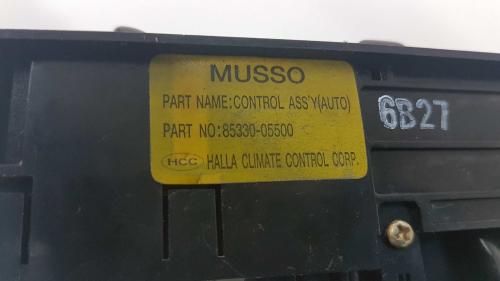 MUSSO
PART NAME:CONTROL ASS'Y(AUTO)
PART NO:85330-05500
HCC HALLA CLIMATE CONTROL CORP.
6B27